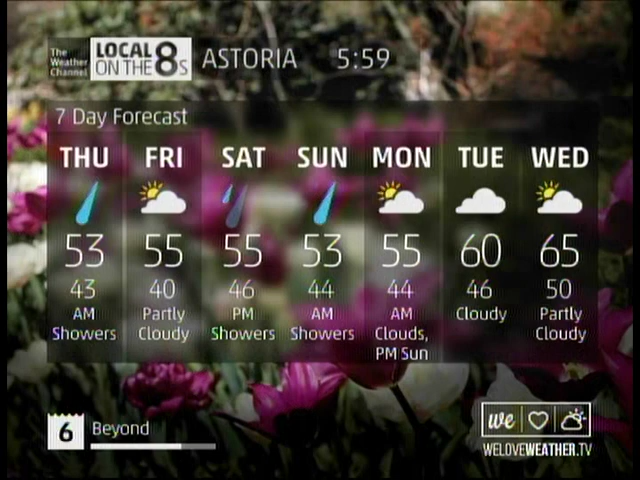 The Weather Channel
LOCAL ON THE 8s
ASTORIA 5:59
7 Day Forecast
THU FRI SAT SUN MON TUE WED
53 55 55 53 55 60 65
43 40 46 44 44 46 50
AM Showers
Partly Cloudy
PM Showers
AM Showers
AM Clouds, PM Sun
Cloudy
Partly Cloudy
6 Beyond
we
WELOVEWEATHER.TV